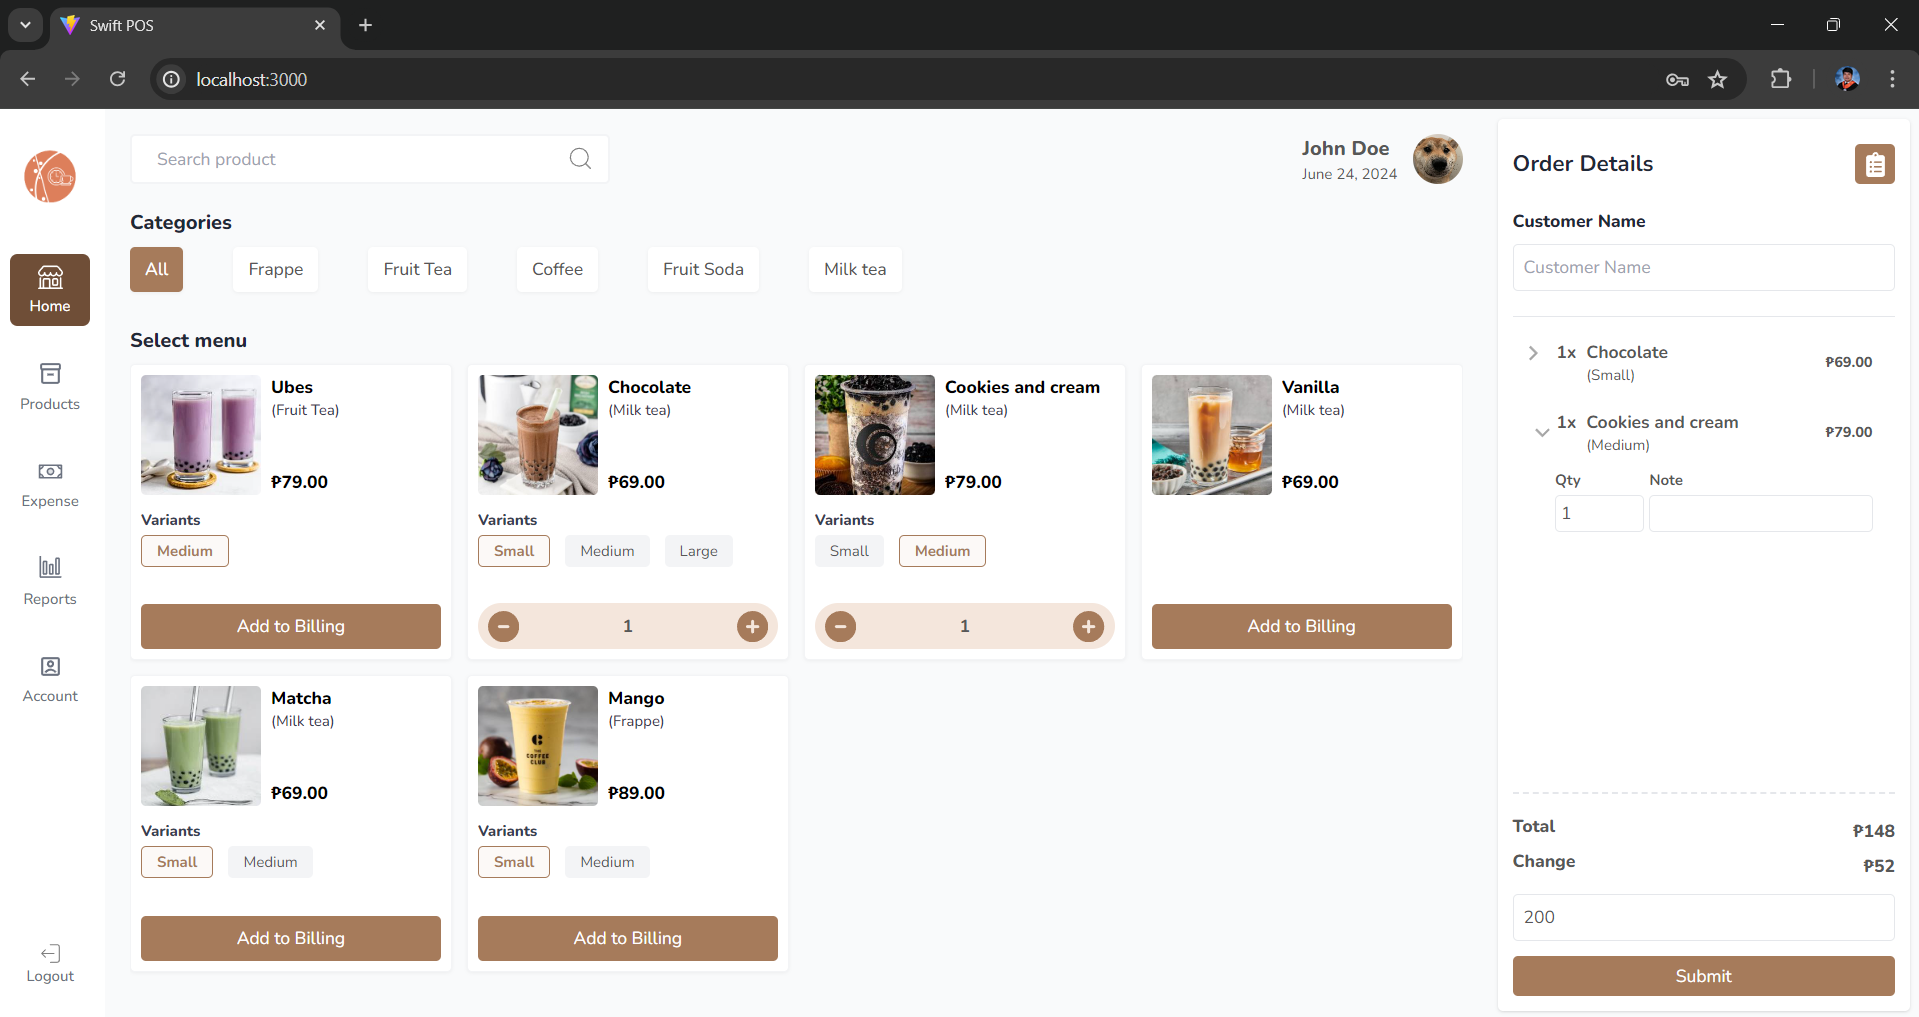 Swift POS
localhost:3000
Search product
John Doe
June 24, 2024
Categories
All
Frappe
Fruit Tea
Coffee
Fruit Soda
Milk tea
Home
Products
Expense
Reports
Account
Logout
Select menu
Ubes
(Fruit Tea)
₱79.00
Variants
Medium
Add to Billing
Chocolate
(Milk tea)
₱69.00
Variants
Small
Medium
Large
1
Cookies and cream
(Milk tea)
₱79.00
Variants
Small
Medium
1
Vanilla
(Milk tea)
₱69.00
Add to Billing
Matcha
(Milk tea)
₱69.00
Variants
Small
Medium
Add to Billing
Mango
(Frappe)
THE
COFFEE
CLUB
₱89.00
Variants
Small
Medium
Add to Billing
Order Details
Customer Name
Customer Name
1x Chocolate
(Small)
₱69.00
1x Cookies and cream
(Medium)
₱79.00
Qty
Note
1
Total
₱148
Change
₱52
200
Submit